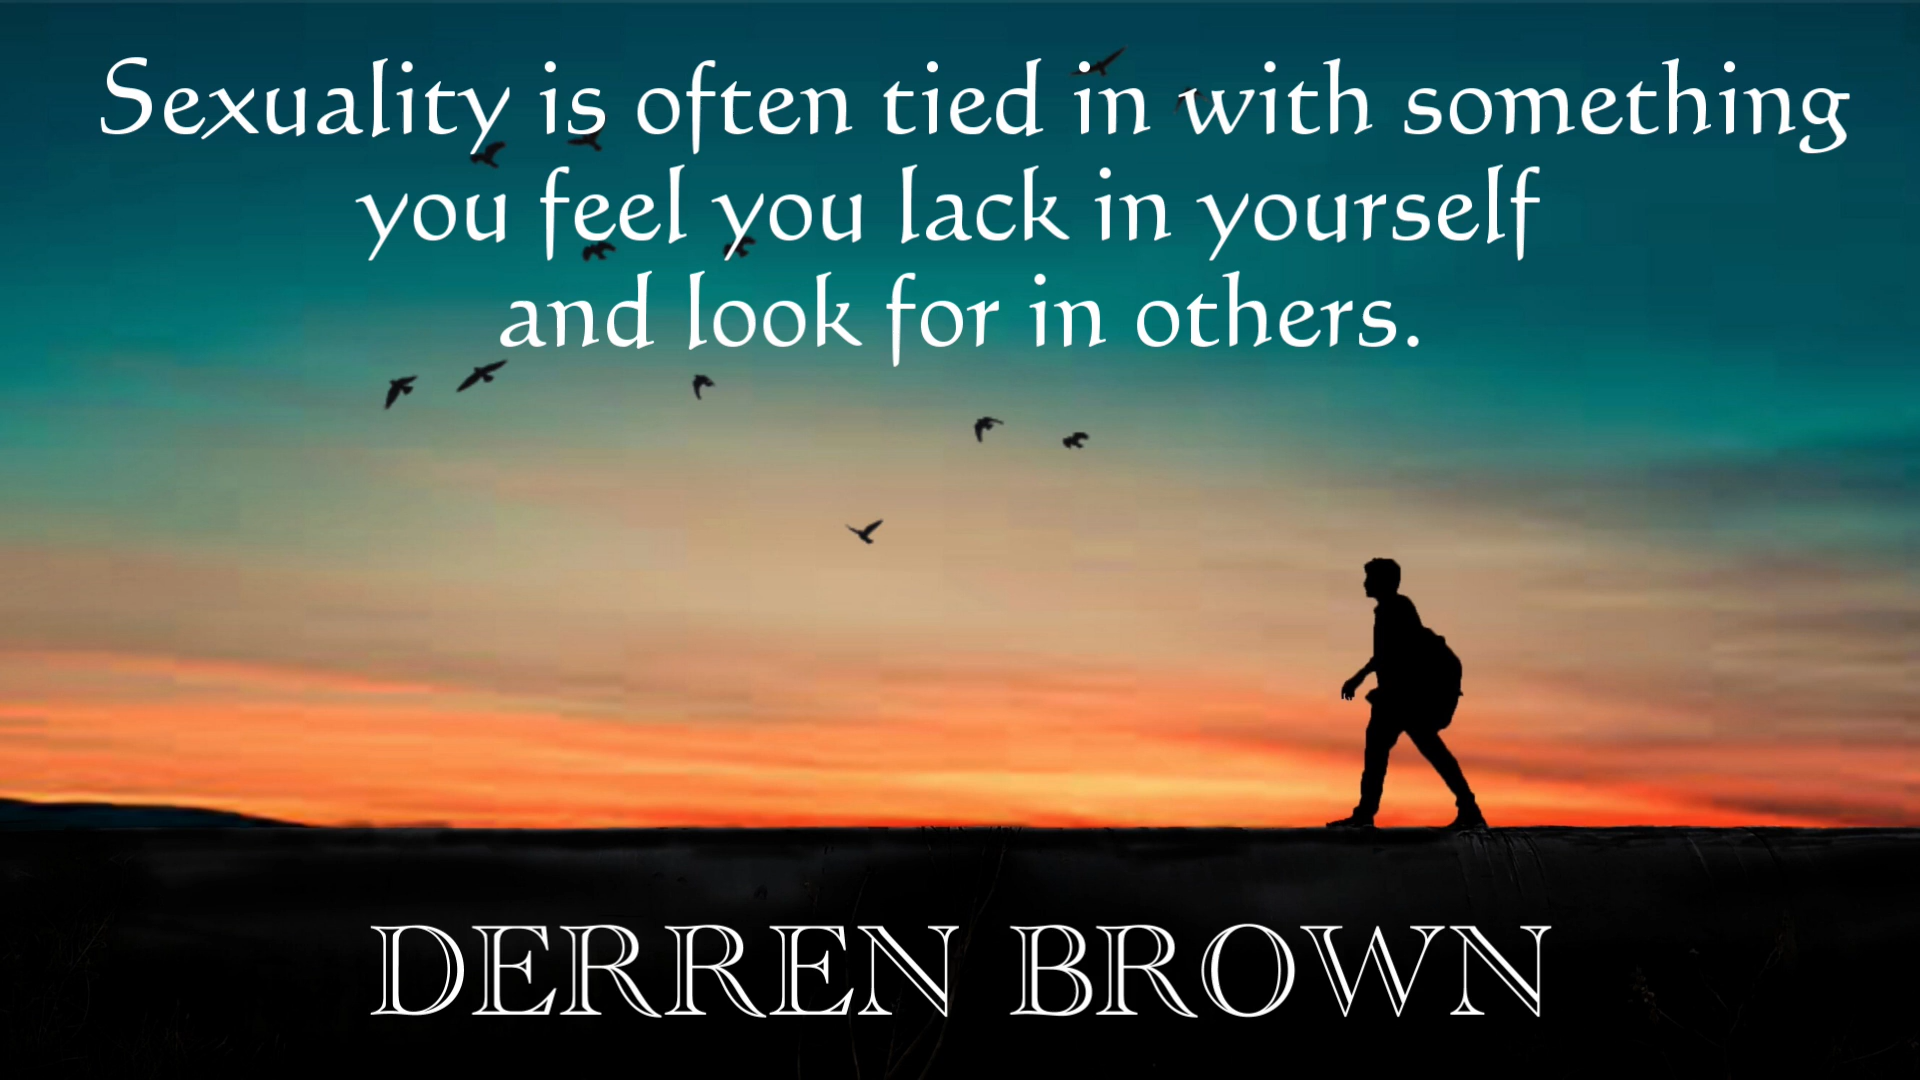 Sexuality is often tied in with something
you feel you lack in yourself
and look for in others.
DERREN BROWN